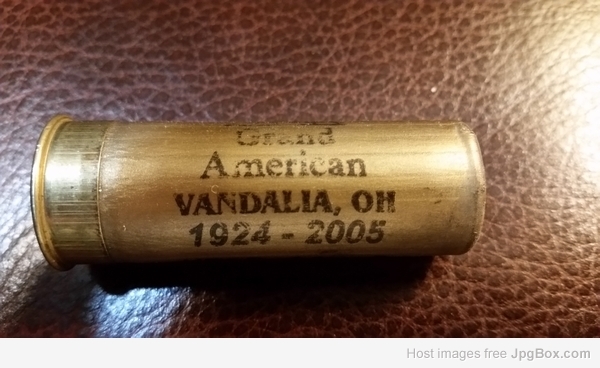 Grand
American
VANDALIA, OH
1924 - 2005
Host images free JpgBox.com